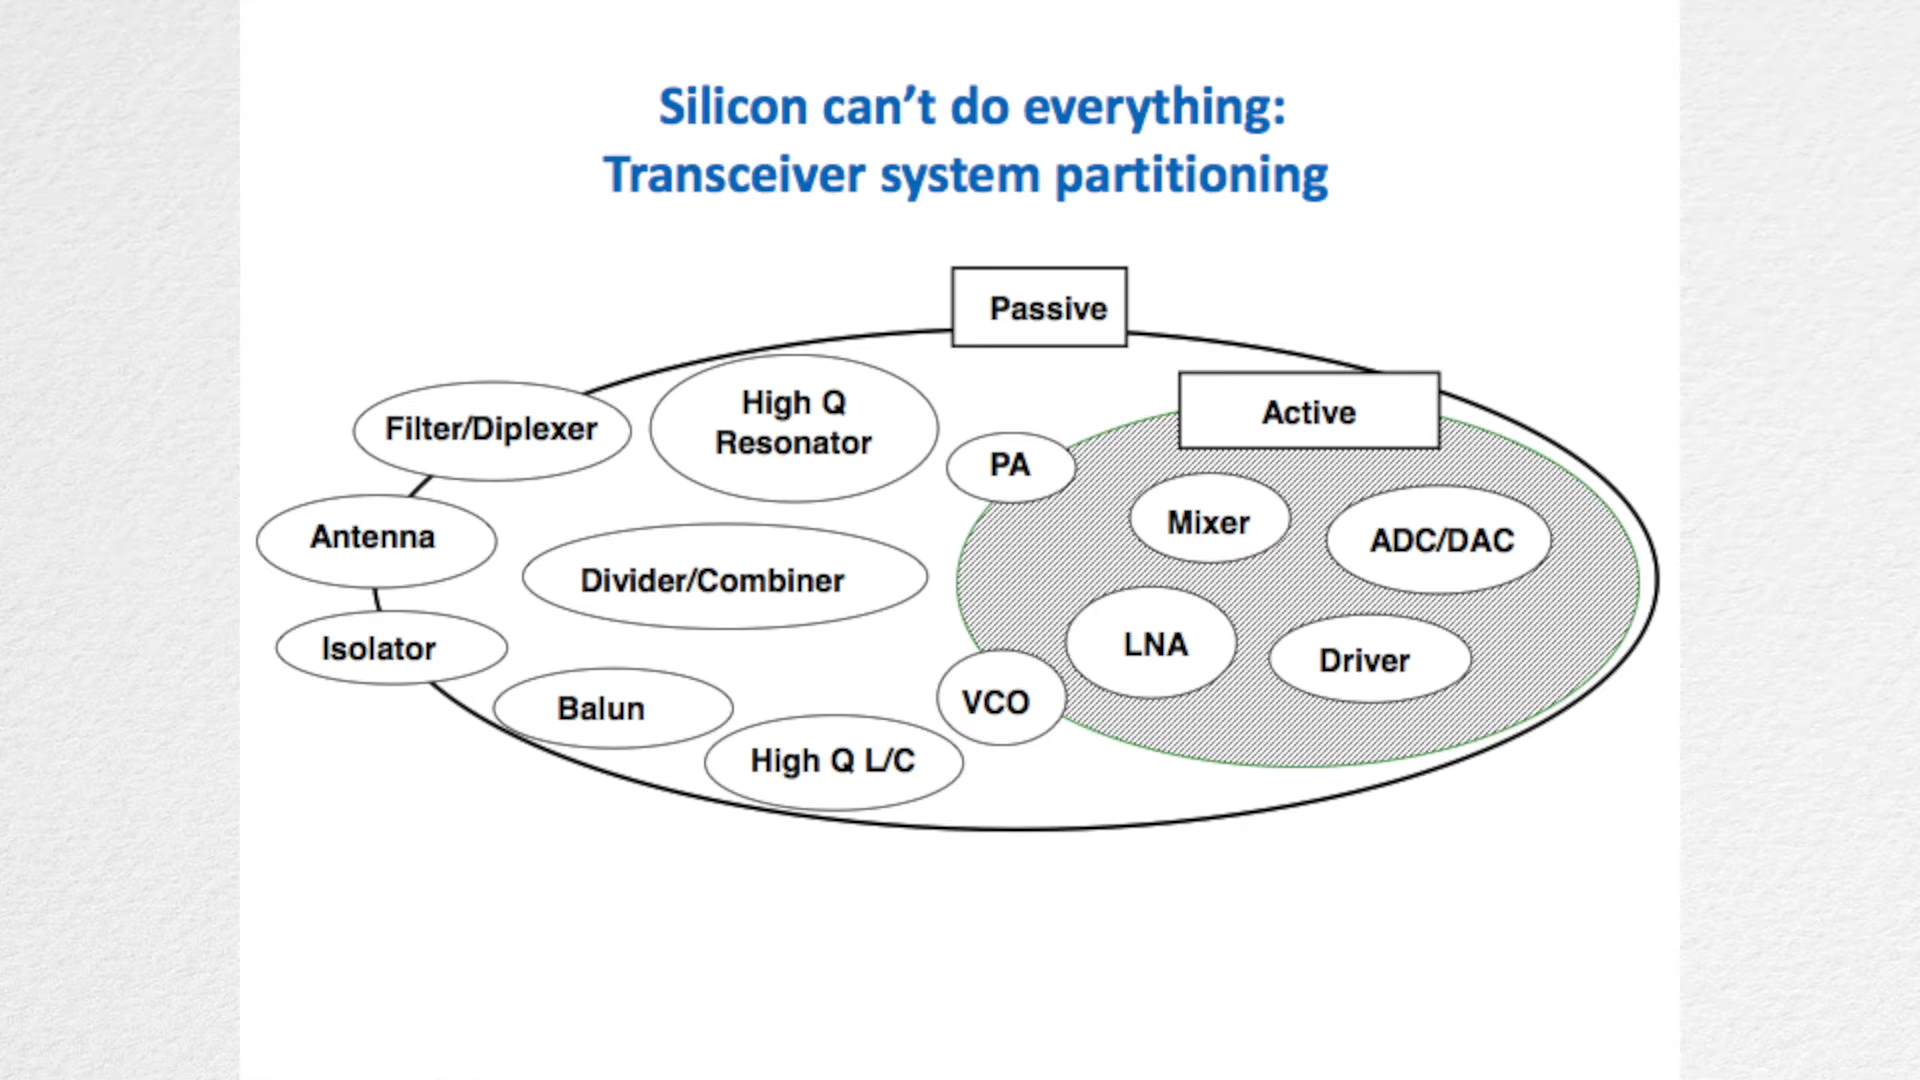 Silicon can’t do everything:
Transceiver system partitioning
Passive
Active
Filter/Diplexer
High Q
Resonator
PA
Mixer
ADC/DAC
Antenna
Divider/Combiner
Isolator
LNA
Driver
Balun
VCO
High Q L/C